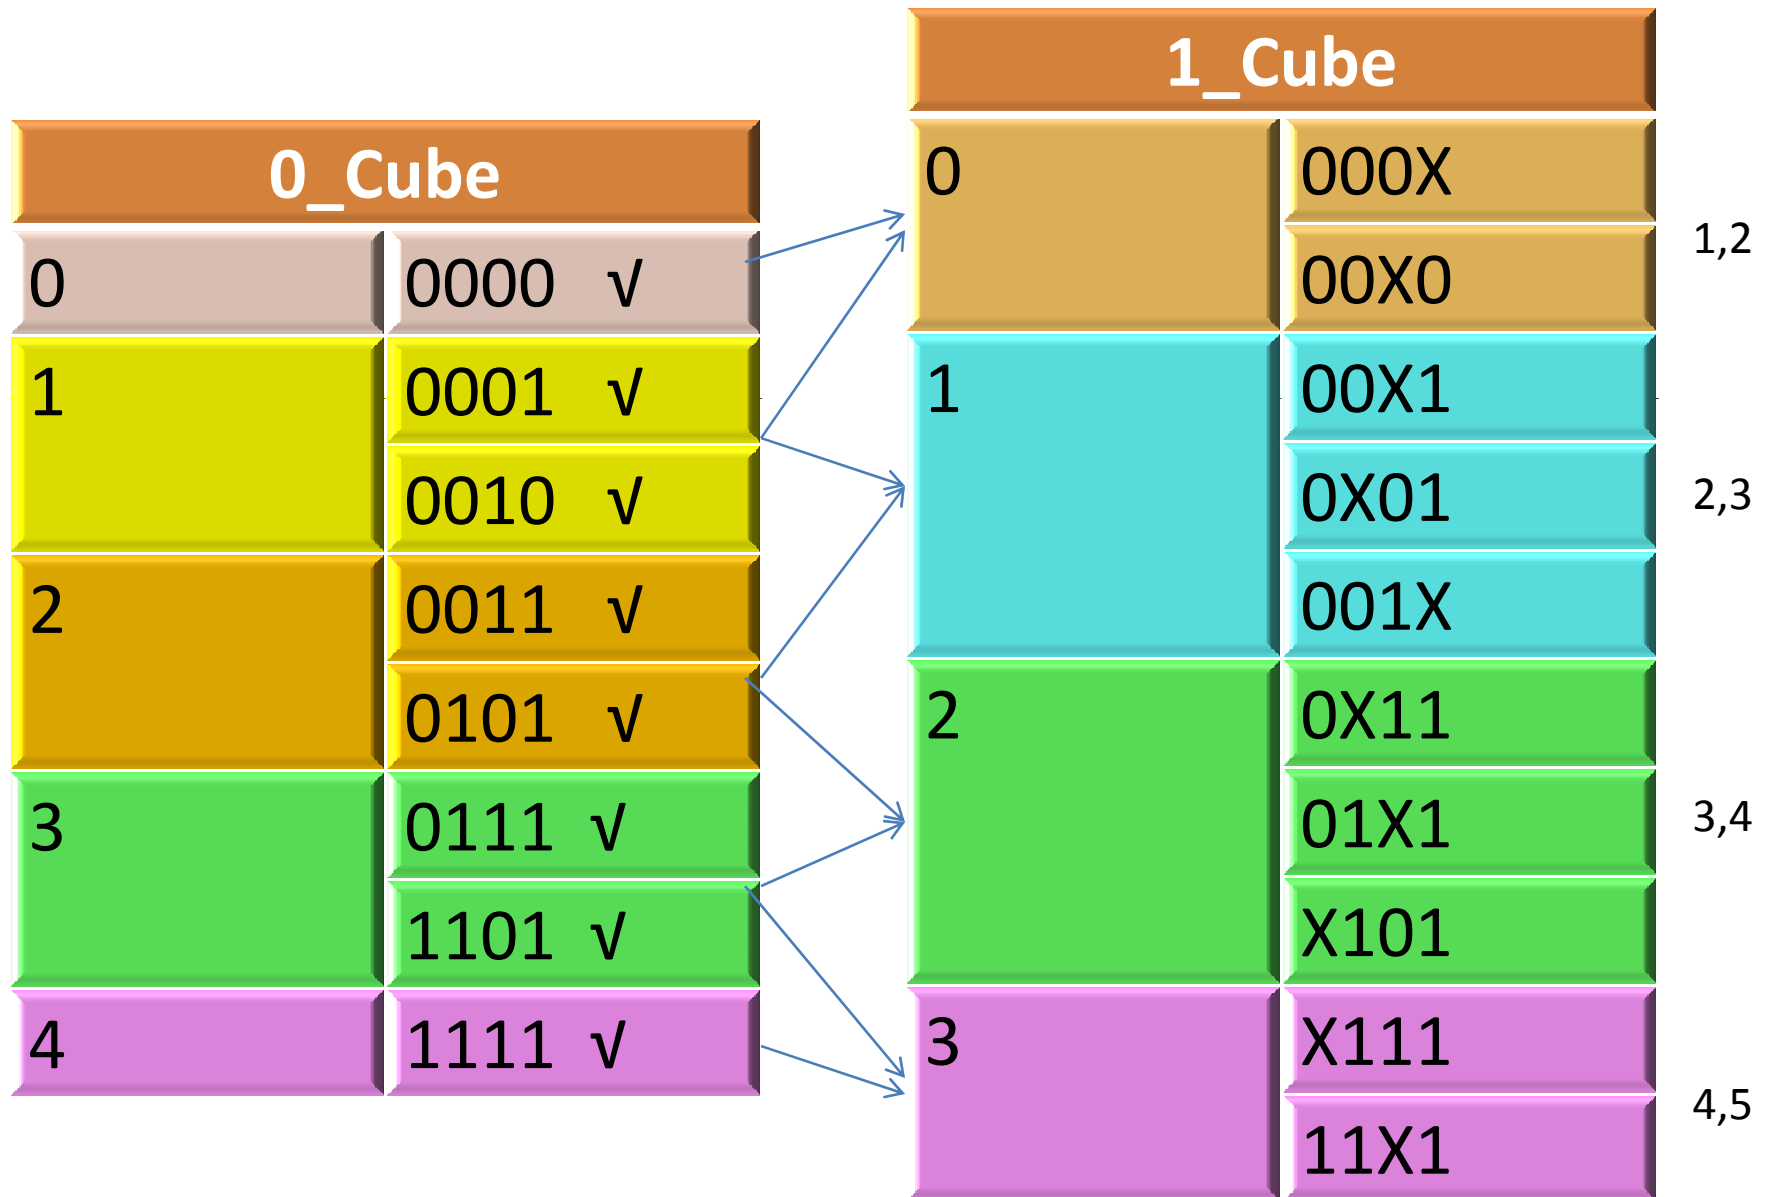 0_Cube
0 0000 √
1 0001 √
0010 √
2 0011 √
0101 √
3 0111 √
1101 √
4 1111 √
1_Cube
0 000X
00X0
1,2
1 00X1
0X01
2,3
001X
2 0X11
01X1
3,4
X101
3 X111
11X1
4,5